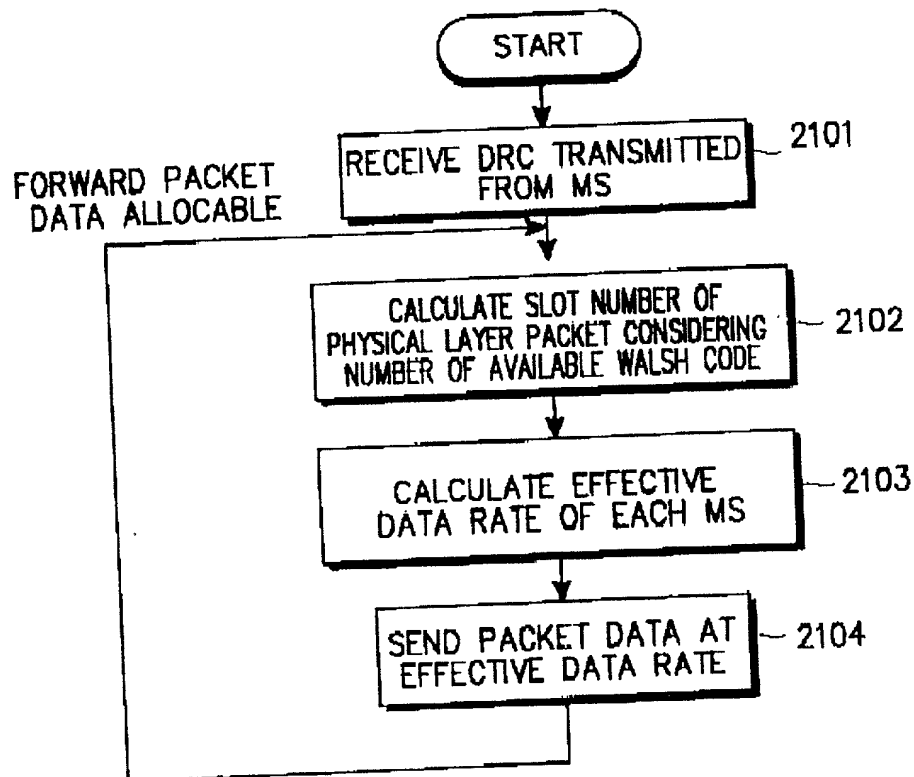 START
RECEIVE DRC TRANSMITTED
FROM MS
2101
FORWARD PACKET
DATA ALLOCABLE
CALCULATE SLOT NUMBER OF
PHYSICAL LAYER PACKET CONSIDERING
NUMBER OF AVAILABLE WALSH CODE
2102
CALCULATE EFFECTIVE
DATA RATE OF EACH MS
2103
SEND PACKET DATA AT
EFFECTIVE DATA RATE
2104